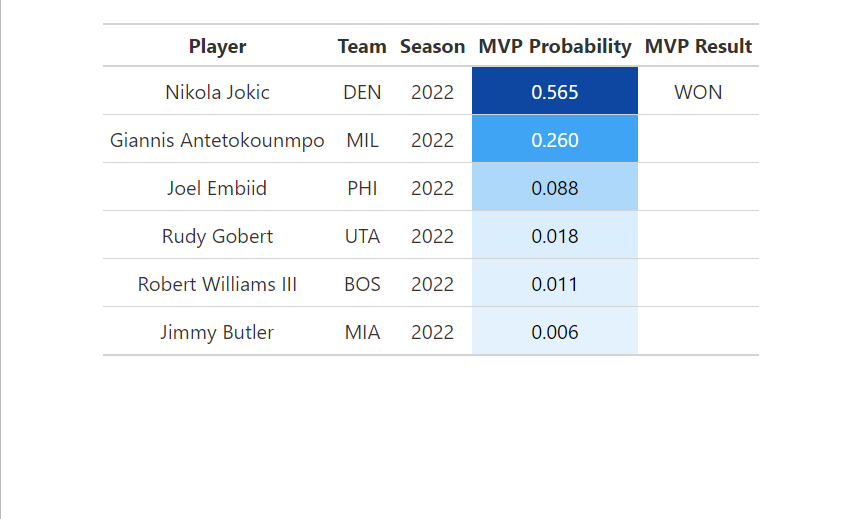 Player Team Season MVP Probability MVP Result
Nikola Jokic DEN 2022 0.565 WON
Giannis Antetokounmpo MIL 2022 0.260
Joel Embiid PHI 2022 0.088
Rudy Gobert UTA 2022 0.018
Robert Williams III BOS 2022 0.011
Jimmy Butler MIA 2022 0.006